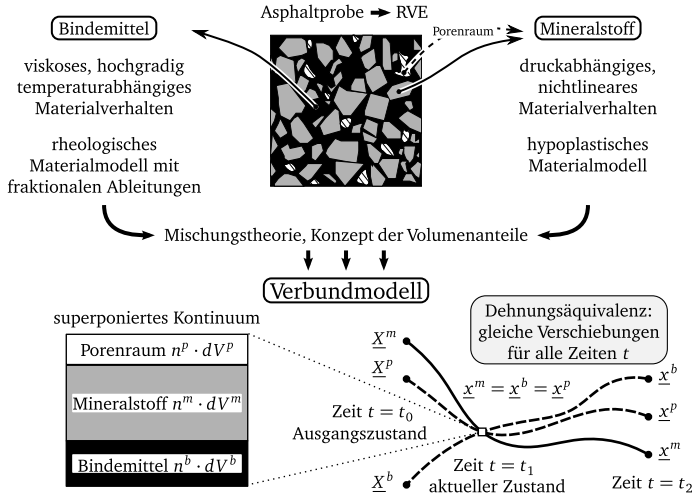 Asphaltprobe → RVE
Bindemittel
Porenraum
Mineralstoff
viskoses, hochgradig
temperaturabhängiges
Materialverhalten
druckabhängiges,
nichtlineares
Materialverhalten
rheologisches
Materialmodell mit
fraktionalen Ableitungen
hypoplastisches
Materialmodell
Mischungstheorie, Konzept der Volumenanteile
Verbundmodell
superponiertes Kontinuum
Porenraum n^p · dV^p
Mineralstoff n^m · dV^m
Bindemittel n^b · dV^b
Dehnungsäquivalenz:
gleiche Verschiebungen
für alle Zeiten t
X^m
X^p
x^m = x^b = x^p
x^b
x^p
x^m
Zeit t = t_0
Ausgangszustand
X^b
Zeit t = t_1
aktueller Zustand
Zeit t = t_2